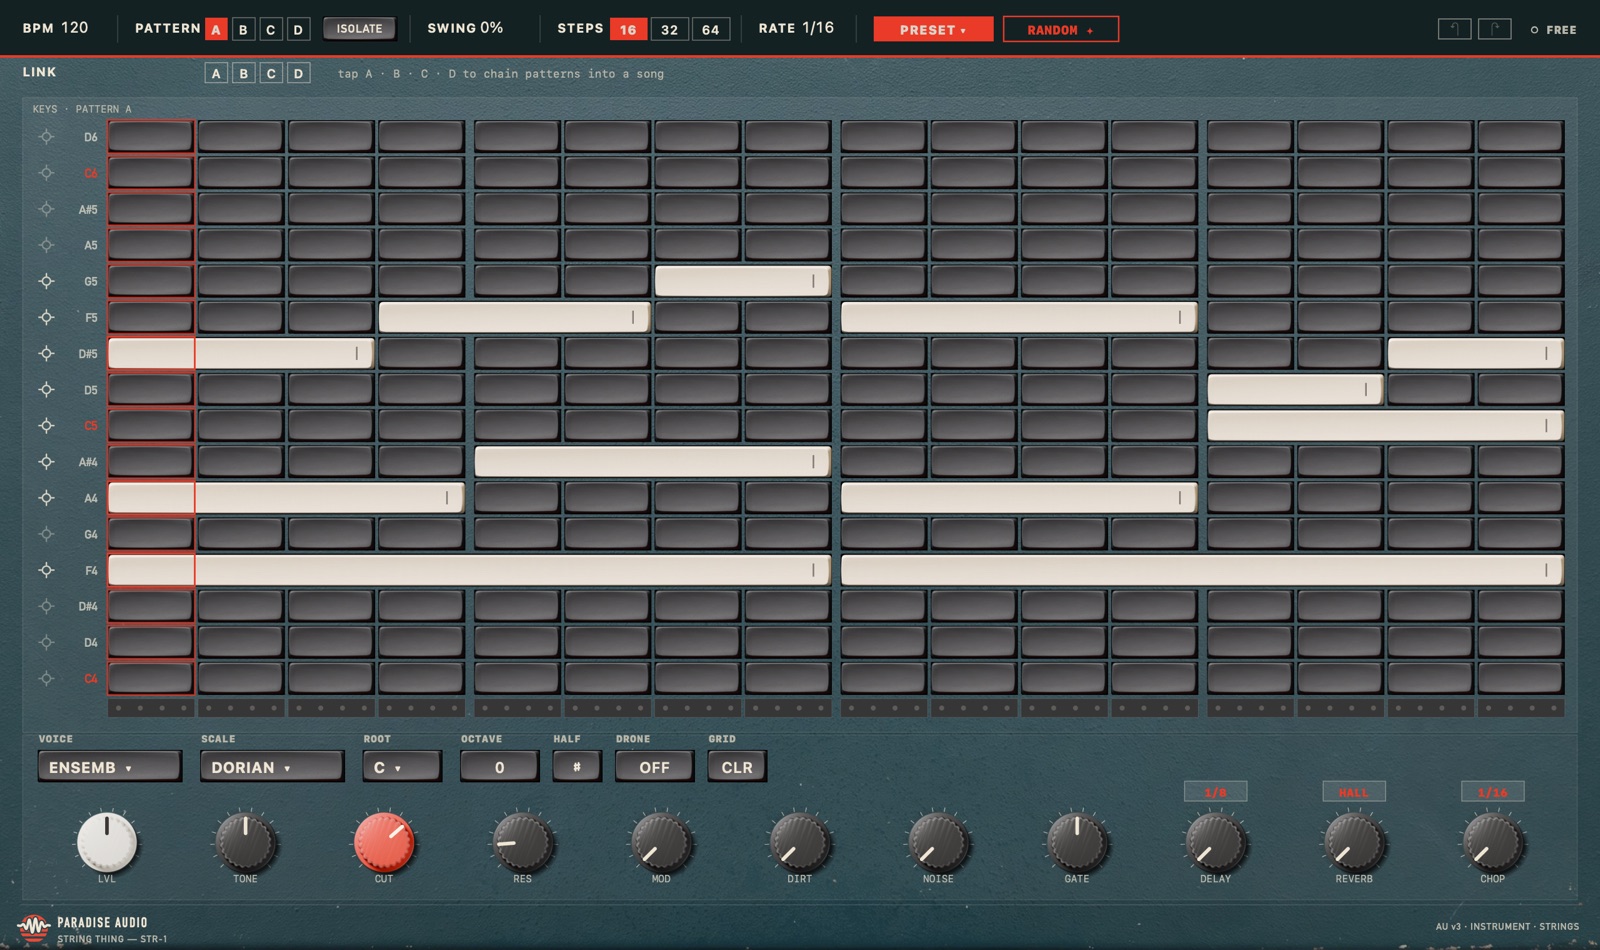 BPM 120 PATTERN A B C D ISOLATE SWING 0% STEPS 16 32 64 RATE 1/16 PRESET ▾ RANDOM + FREE
LINK A B C D tap A · B · C · D to chain patterns into a song
KEYS · PATTERN A
D6
C6
A#5
A5
G5
F5
D#5
D5
C5
A#4
A4
G4
F4
D#4
D4
C4
VOICE SCALE ROOT OCTAVE HALF DRONE GRID
ENSEMB ▾ DORIAN ▾ C ▾ 0 # OFF CLR
1/8 HALL 1/16
LVL TONE CUT RES MOD DIRT NOISE GATE DELAY REVERB CHOP
PARADISE AUDIO
STRING THING — STR-1
AU v3 · INSTRUMENT · STRINGS